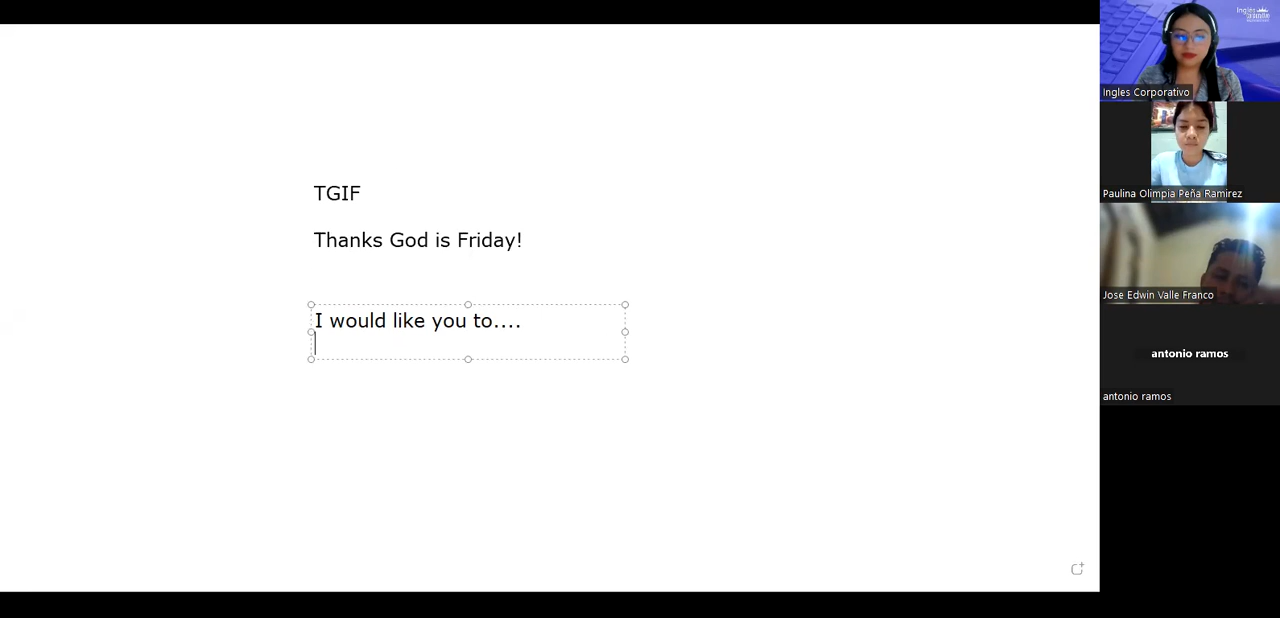 TGIF
Thanks God is Friday!
I would like you to....
Ingles
Ingles Corporativo
Paulina Olimpia Peña Ramirez
Jose Edwin Valle Franco
antonio ramos
antonio ramos